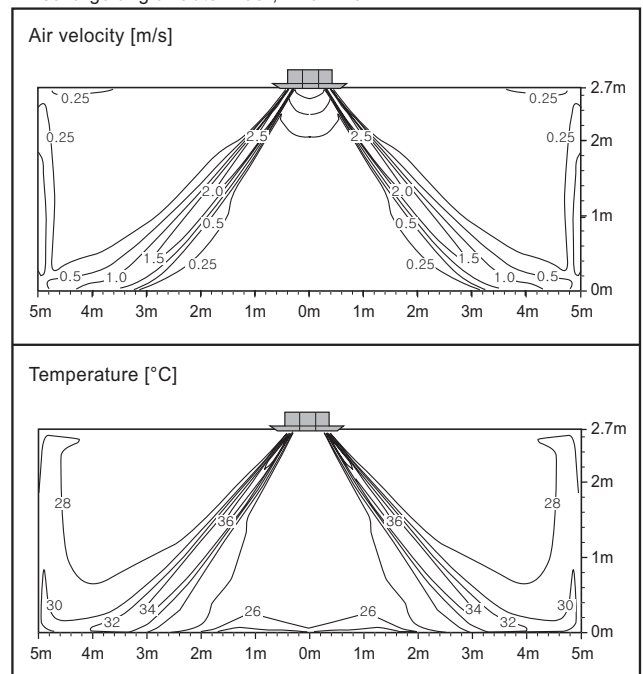 Air velocity [m/s]
2.7m
0.25 0.25
0.25 2.5 2.5 0.25
2m
2.0 2.0
0.5 0.5 1m
0.5 1.5 0.25 0.25 1.5 0.5
1.0 1.0
0m
5m 4m 3m 2m 1m 0m 1m 2m 3m 4m 5m
Temperature [°C]
2.7m
2m
28 28
36 36
1m
30 34 26 26 34 30
32 32
0m
5m 4m 3m 2m 1m 0m 1m 2m 3m 4m 5m